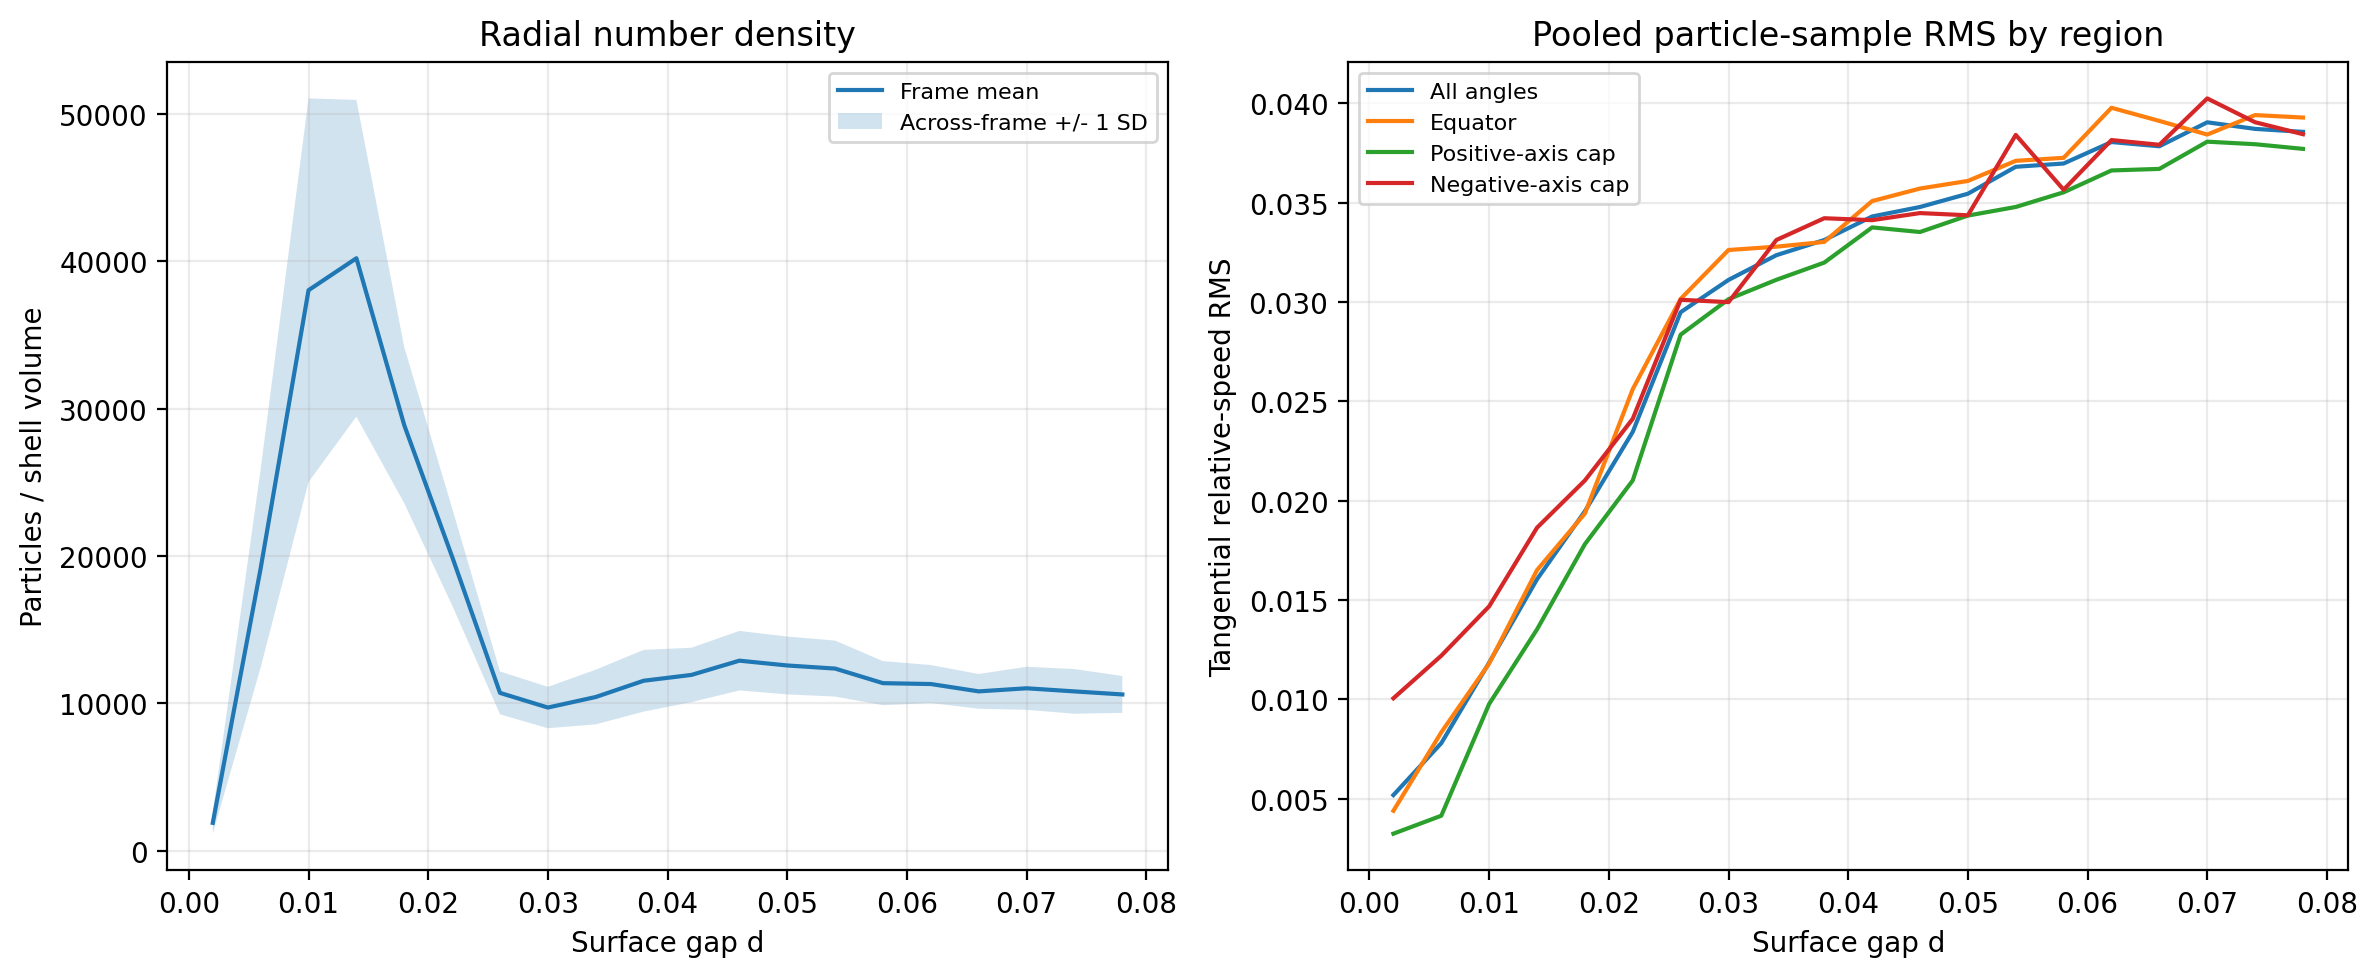 Radial number density
Particles / shell volume
50000
40000
30000
20000
10000
0
Frame mean
Across-frame +/- 1 SD
0.00 0.01 0.02 0.03 0.04 0.05 0.06 0.07 0.08
Surface gap d
Pooled particle-sample RMS by region
Tangential relative-speed RMS
0.040
0.035
0.030
0.025
0.020
0.015
0.010
0.005
All angles
Equator
Positive-axis cap
Negative-axis cap
0.00 0.01 0.02 0.03 0.04 0.05 0.06 0.07 0.08
Surface gap d